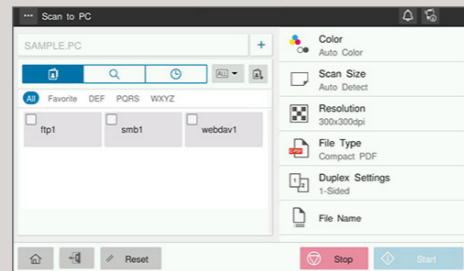 Scan to PC
SAMPLE.PC
+
ALL
All Favorite DEF PQRS WXYZ
ftp1 smb1 webdav1
Color
Auto Color
Scan Size
Auto Detect
Resolution
300x300dpi
File Type
Compact PDF
Duplex Settings
1-Sided
File Name
Reset
Stop
Start